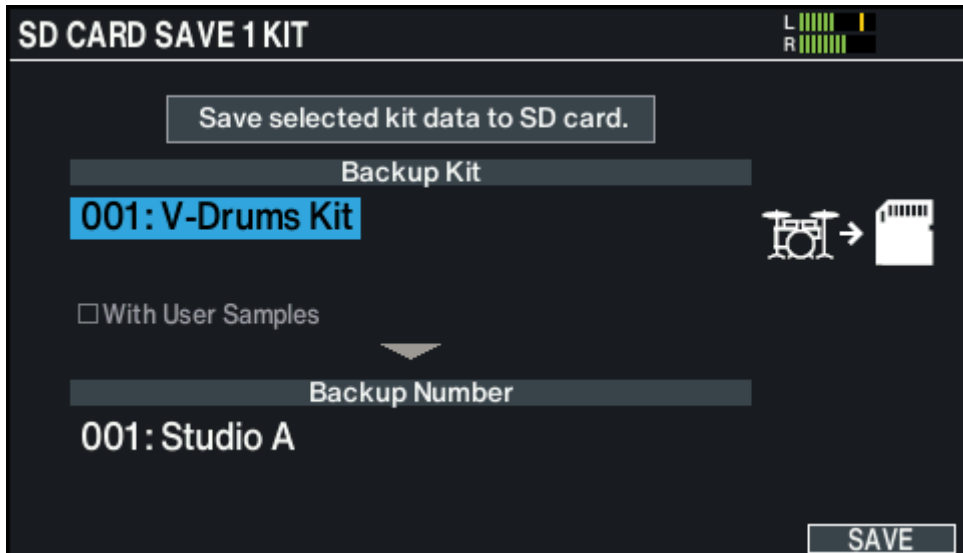 SD CARD SAVE 1 KIT
L
R
Save selected kit data to SD card.
Backup Kit
001: V-Drums Kit
With User Samples
Backup Number
001: Studio A
SAVE